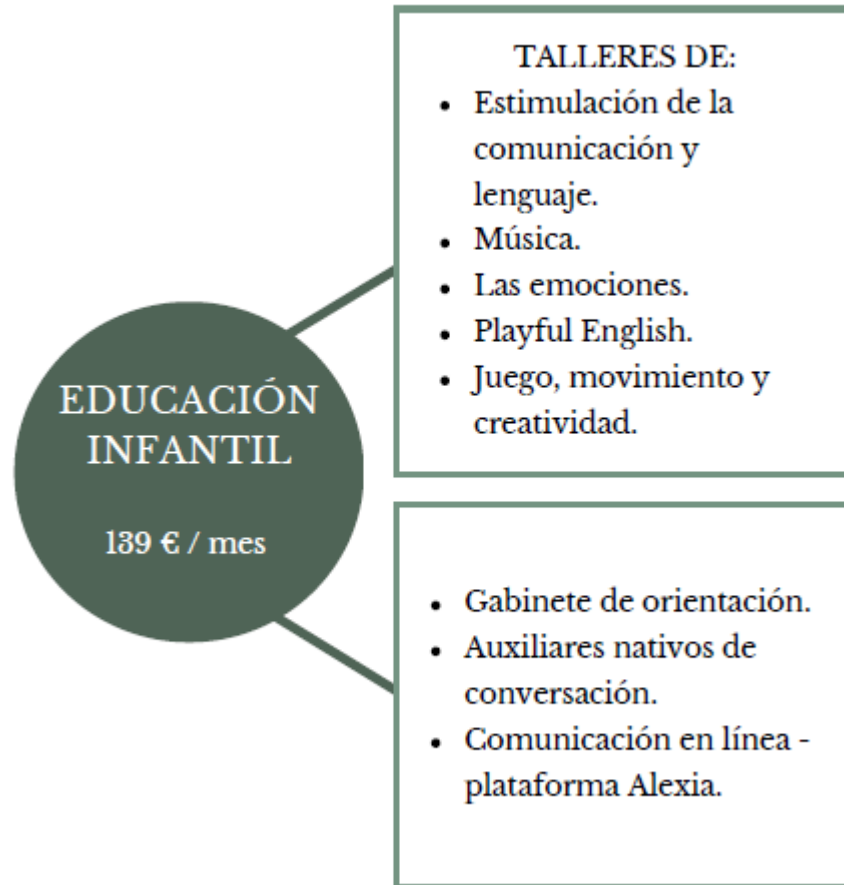 EDUCACIÓN
INFANTIL
139 € / mes
TALLERES DE:
• Estimulación de la
comunicación y
lenguaje.
• Música.
• Las emociones.
• Playful English.
• Juego, movimiento y
creatividad.
• Gabinete de orientación.
• Auxiliares nativos de
conversación.
• Comunicación en línea -
plataforma Alexia.